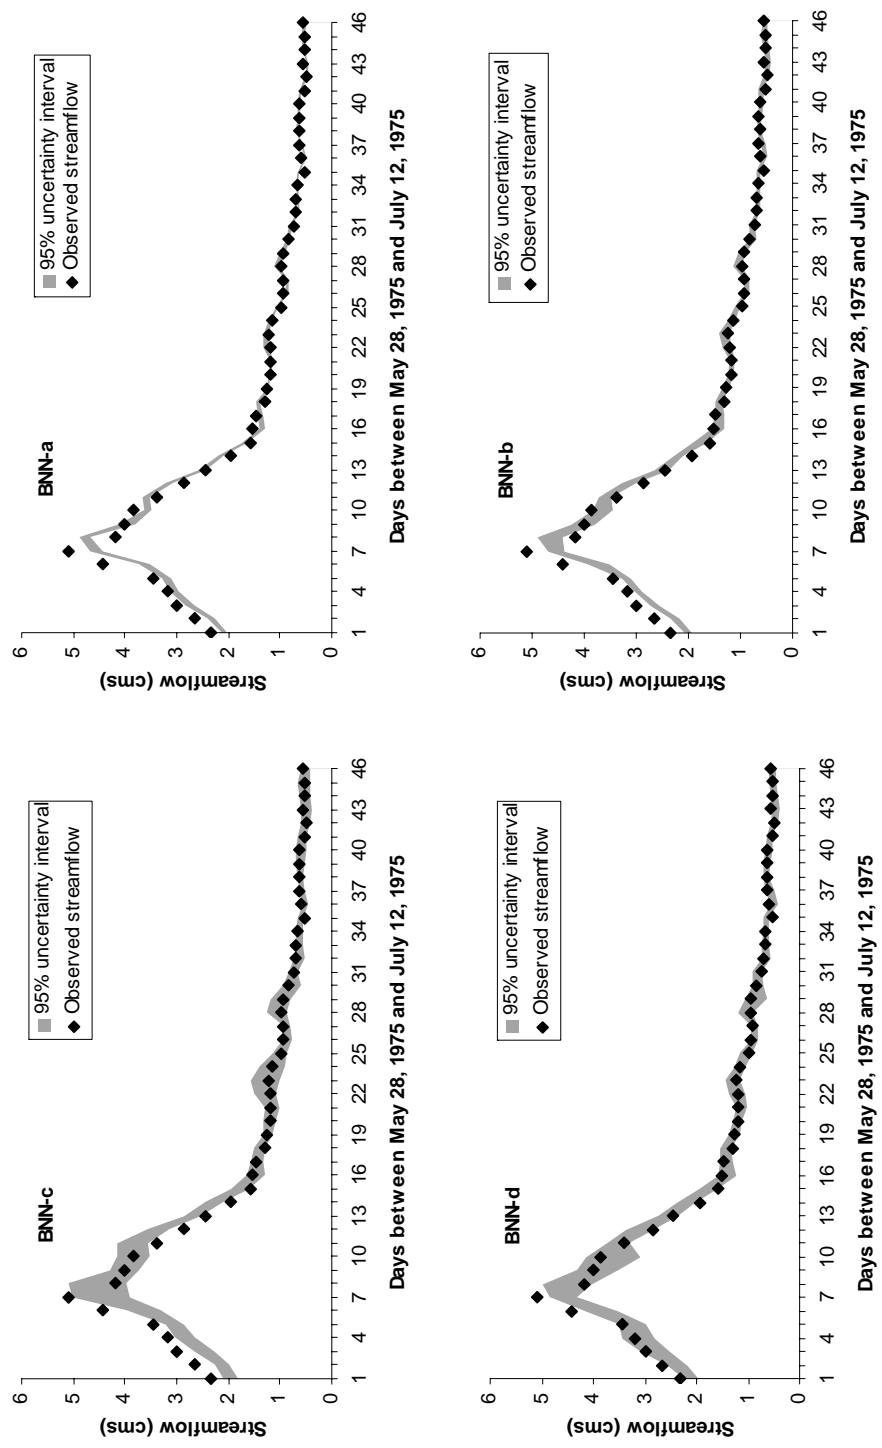 BNN-c
95% uncertainty interval
Observed streamflow
Streamflow (cms)
6
5
4
3
2
1
0
1 4 7 10 13 16 19 22 25 28 31 34 37 40 43 46
Days between May 28, 1975 and July 12, 1975
BNN-a
95% uncertainty interval
Observed streamflow
Streamflow (cms)
6
5
4
3
2
1
0
1 4 7 10 13 16 19 22 25 28 31 34 37 40 43 46
Days between May 28, 1975 and July 12, 1975
BNN-d
95% uncertainty interval
Observed streamflow
Streamflow (cms)
6
5
4
3
2
1
0
1 4 7 10 13 16 19 22 25 28 31 34 37 40 43 46
Days between May 28, 1975 and July 12, 1975
BNN-b
95% uncertainty interval
Observed streamflow
Streamflow (cms)
6
5
4
3
2
1
0
1 4 7 10 13 16 19 22 25 28 31 34 37 40 43 46
Days between May 28, 1975 and July 12, 1975